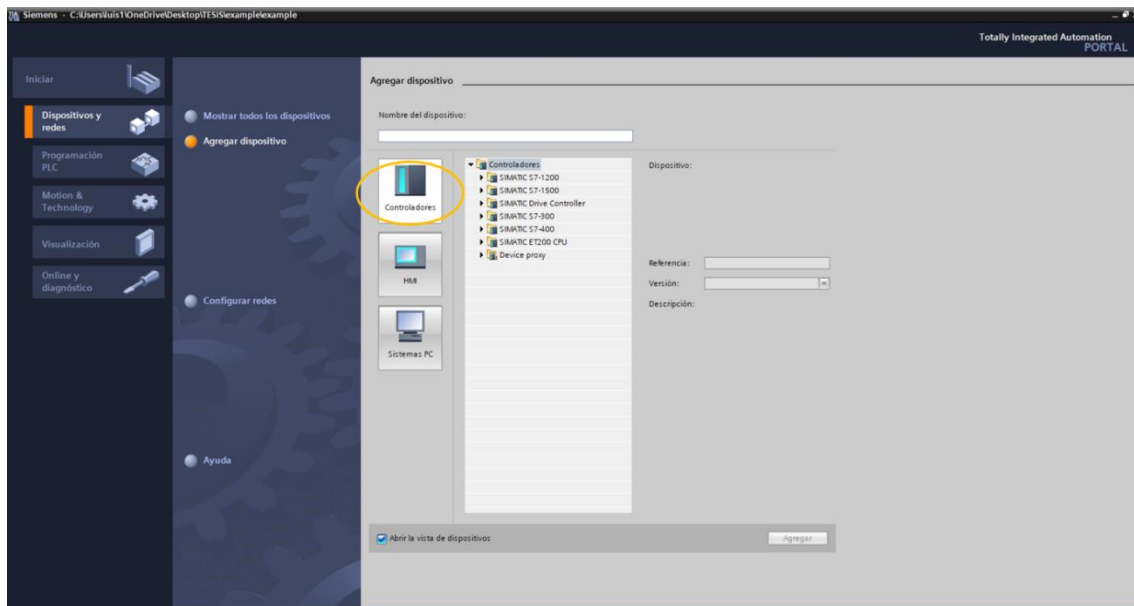 Siemens - C:\Users\luis1\OneDrive\Desktop\TESIS\example\example
Totally Integrated Automation
PORTAL
Iniciar
Dispositivos y
redes
Programación
PLC
Motion &
Technology
Visualización
Online y
diagnóstico
Mostrar todos los dispositivos
Agregar dispositivo
Configurar redes
Ayuda
Agregar dispositivo
Nombre del dispositivo:
Controladores
HMI
Sistemas PC
Controladores
SIMATIC S7-1200
SIMATIC S7-1500
SIMATIC Drive Controller
SIMATIC S7-300
SIMATIC S7-400
SIMATIC ET200 CPU
Device proxy
Dispositivo:
Referencia:
Versión:
Descripción:
Abrir la vista de dispositivos
Agregar